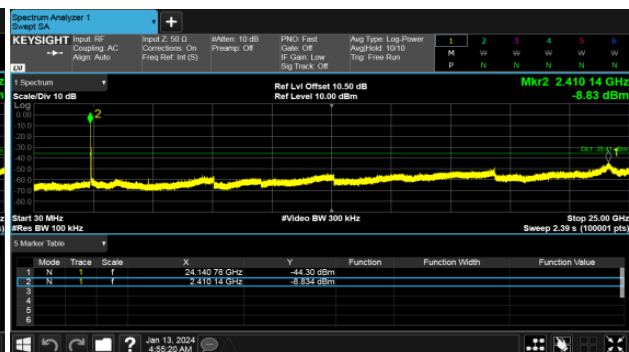 Spectrum Analyzer 1
Swept SA
KEYSIGHT
Input: RF
Coupling: AC
Align: Auto
Input Z: 50 Ω
Corrections: On
Freq Ref: Int (S)
#Atten: 10 dB
Preamp: Off
PNO: Fast
Gate: Off
IF Gain: Low
Sig Track: Off
Avg Type: Log-Power
Avg|Hold: 10/10
Trig: Free Run
1 2 3 4 5 6
M W W W W W
P N N N N N
LXI
1 Spectrum
Scale/Div 10 dB
Ref Lvl Offset 10.50 dB
Ref Level 10.00 dBm
Mkr2 2.410 14 GHz
-8.83 dBm
Log
0.00
-10.0
-20.0
-30.0
-40.0
-50.0
-60.0
-70.0
-80.0
2
1
Start 30 MHz
#Res BW 100 kHz
#Video BW 300 kHz
Stop 25.00 GHz
Sweep 2.39 s (100001 pts)
5 Marker Table
Mode Trace Scale X Y Function Function Width Function Value
1 N 1 f 24.140 78 GHz -44.30 dBm
2 N 1 f 2.410 14 GHz -8.834 dBm
3
4
5
6
?
Jan 13, 2024
4:55:20 AM